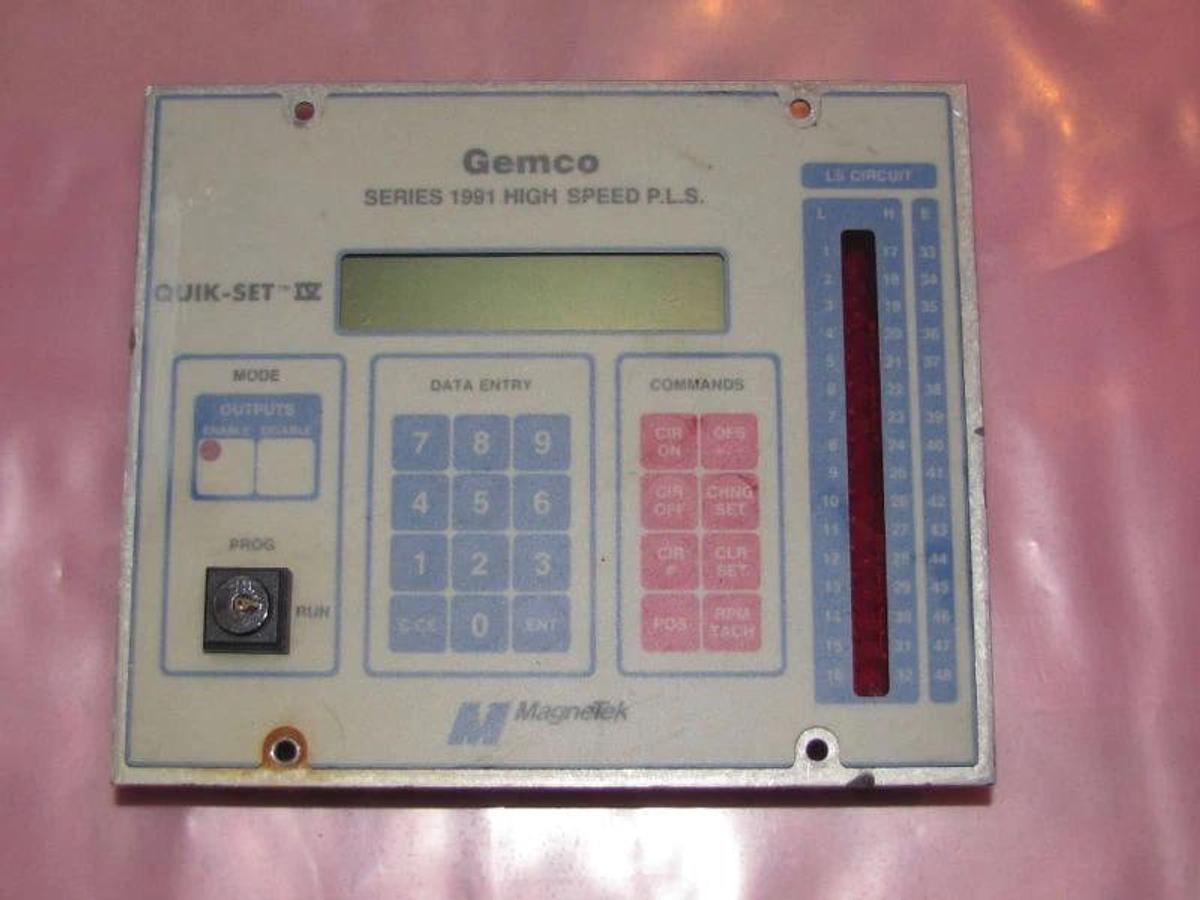 Gemco
SERIES 1991 HIGH SPEED P.L.S.
QUIK-SET™ IV
MODE
OUTPUTS
ENABLE DISABLE
PROG
RUN
DATA ENTRY
7 8 9
4 5 6
1 2 3
C-CE 0 ENT
COMMANDS
CIR ON
OFS
CIR OFF
CHNG SET
CIR #
CLR SET
POS
RPM TACH
LS CIRCUIT
L H E
1 17 33
2 18 34
3 19 35
4 20 36
5 21 37
6 22 38
7 23 39
8 24 40
9 25 41
10 26 42
11 27 43
12 28 44
13 29 45
14 30 46
15 31 47
16 32 48
M MagneTek